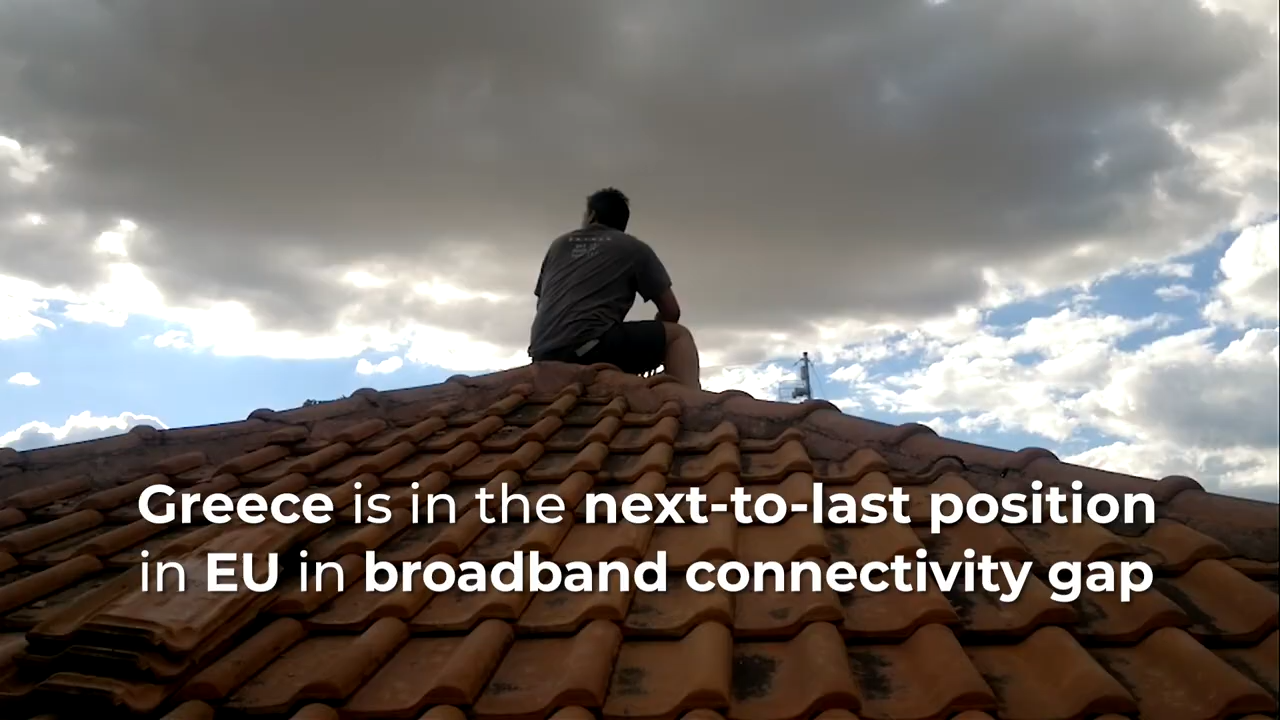 Greece is in the next-to-last position
in EU in broadband connectivity gap